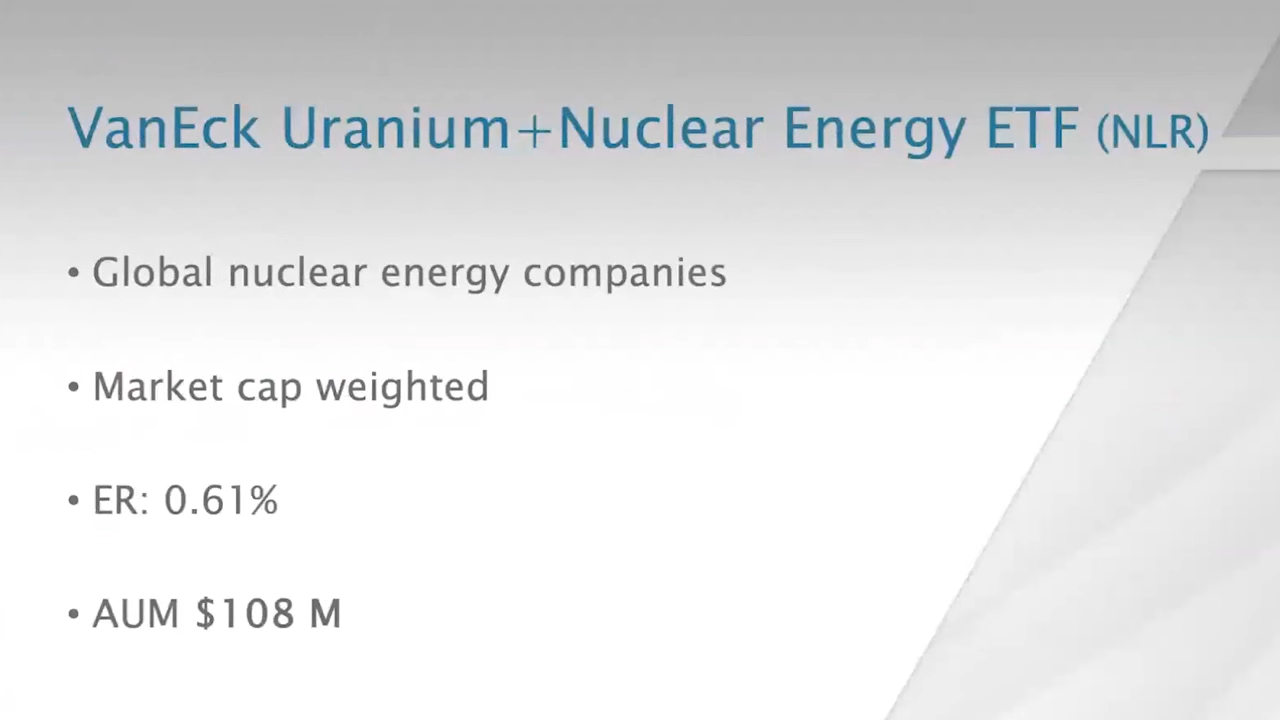 VanEck Uranium+Nuclear Energy ETF (NLR)
• Global nuclear energy companies
• Market cap weighted
• ER: 0.61%
• AUM $108 M